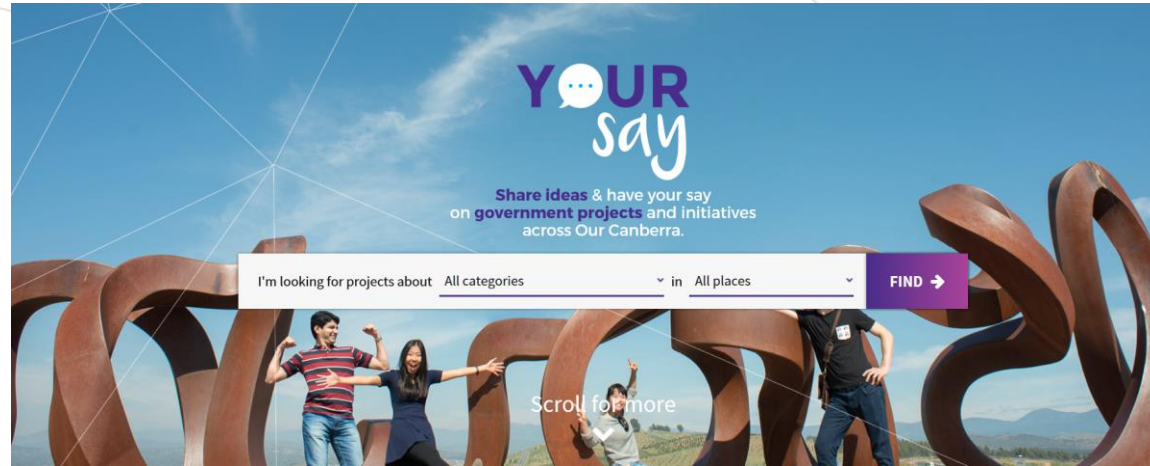 YOUR
say
Share ideas & have your say
on government projects and initiatives
across Our Canberra.
I'm looking for projects about All categories in All places FIND
Scroll for more